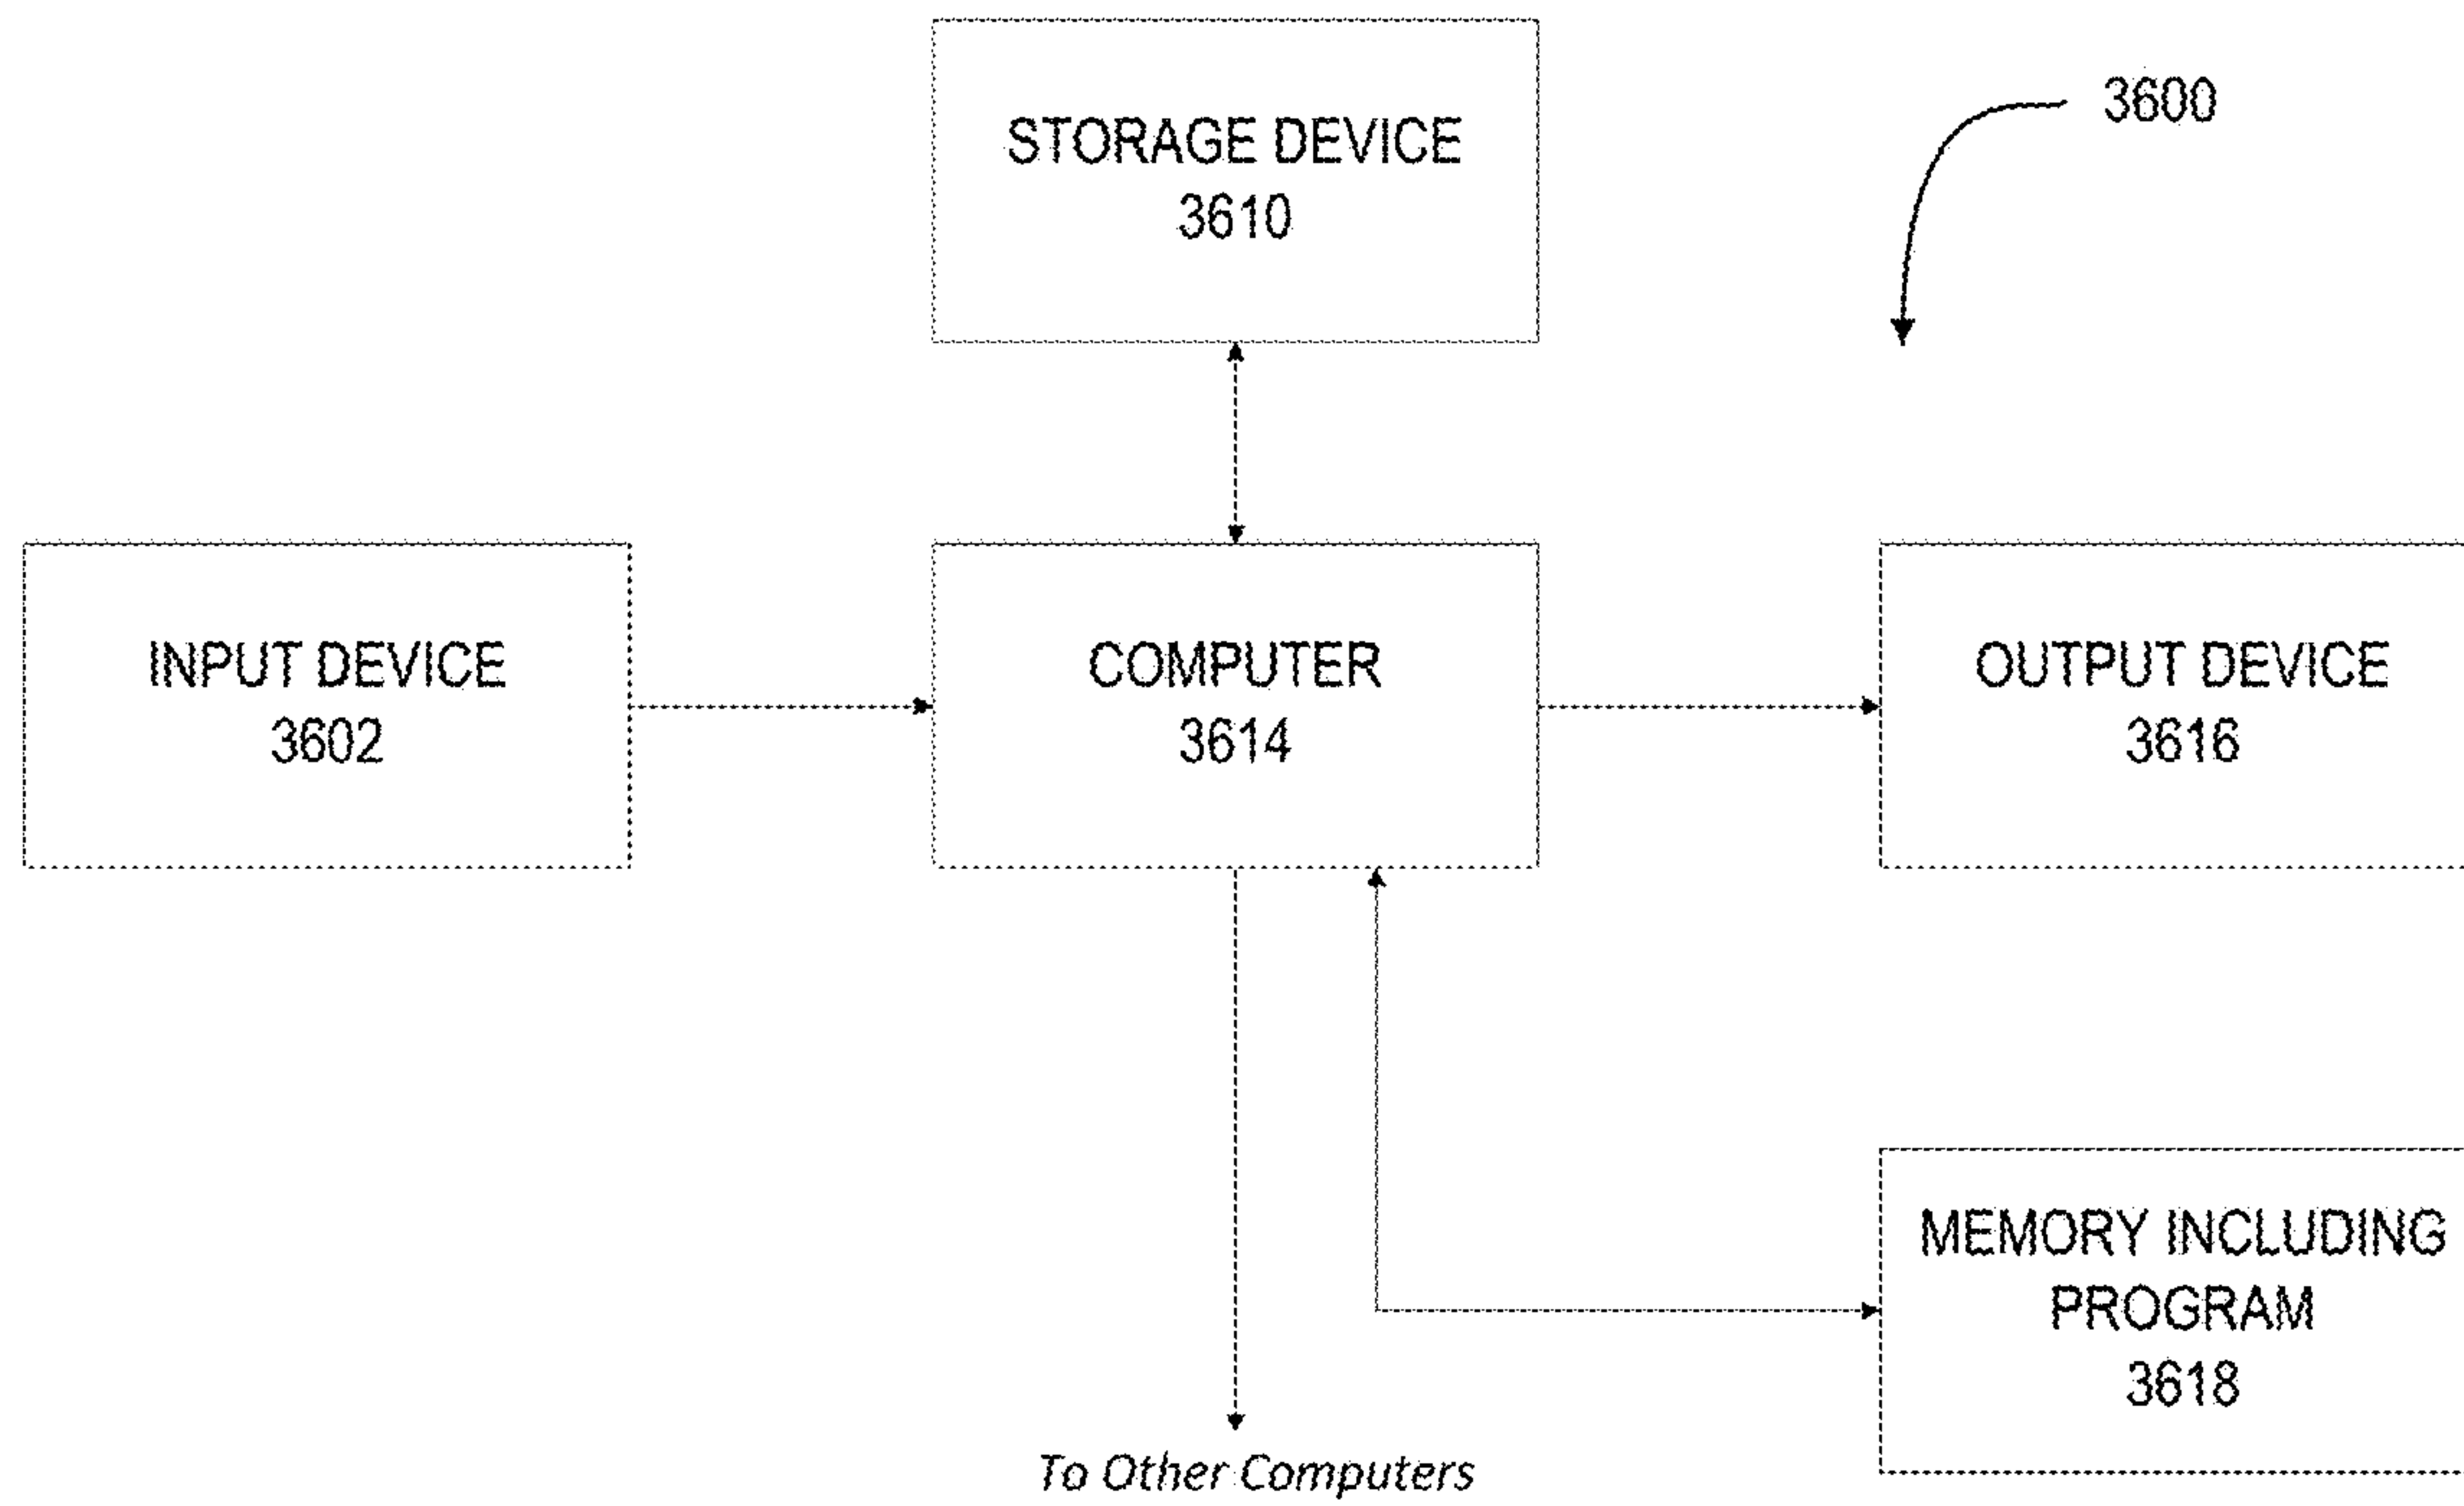 STORAGE DEVICE
3610
3600
INPUT DEVICE
3602
COMPUTER
3614
OUTPUT DEVICE
3616
MEMORY INCLUDING
PROGRAM
3618
To Other Computers